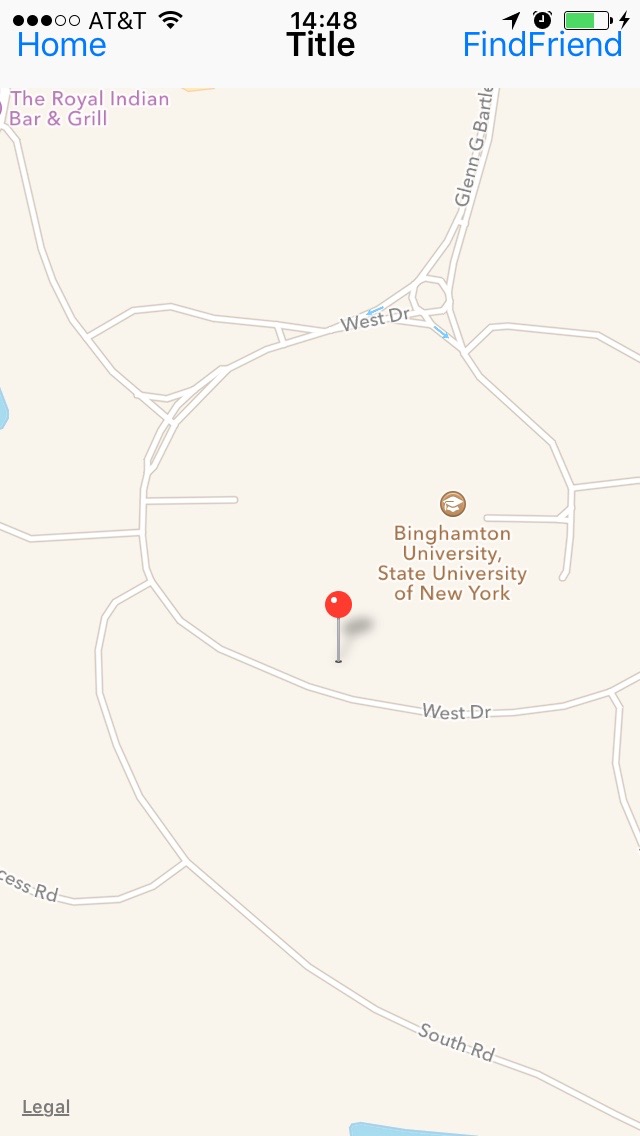 AT&T 14:48
Home Title FindFriend
The Royal Indian
Bar & Grill
Glenn G Bartle
West Dr
Binghamton
University,
State University
of New York
West Dr
cess Rd
South Rd
Legal